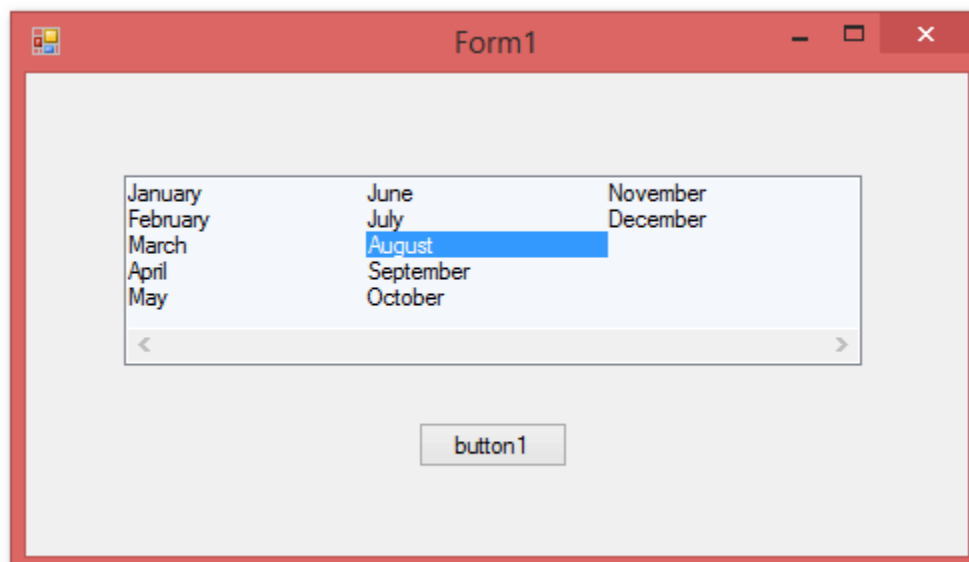 Form1
January June November
February July December
March August
April September
May October
button1